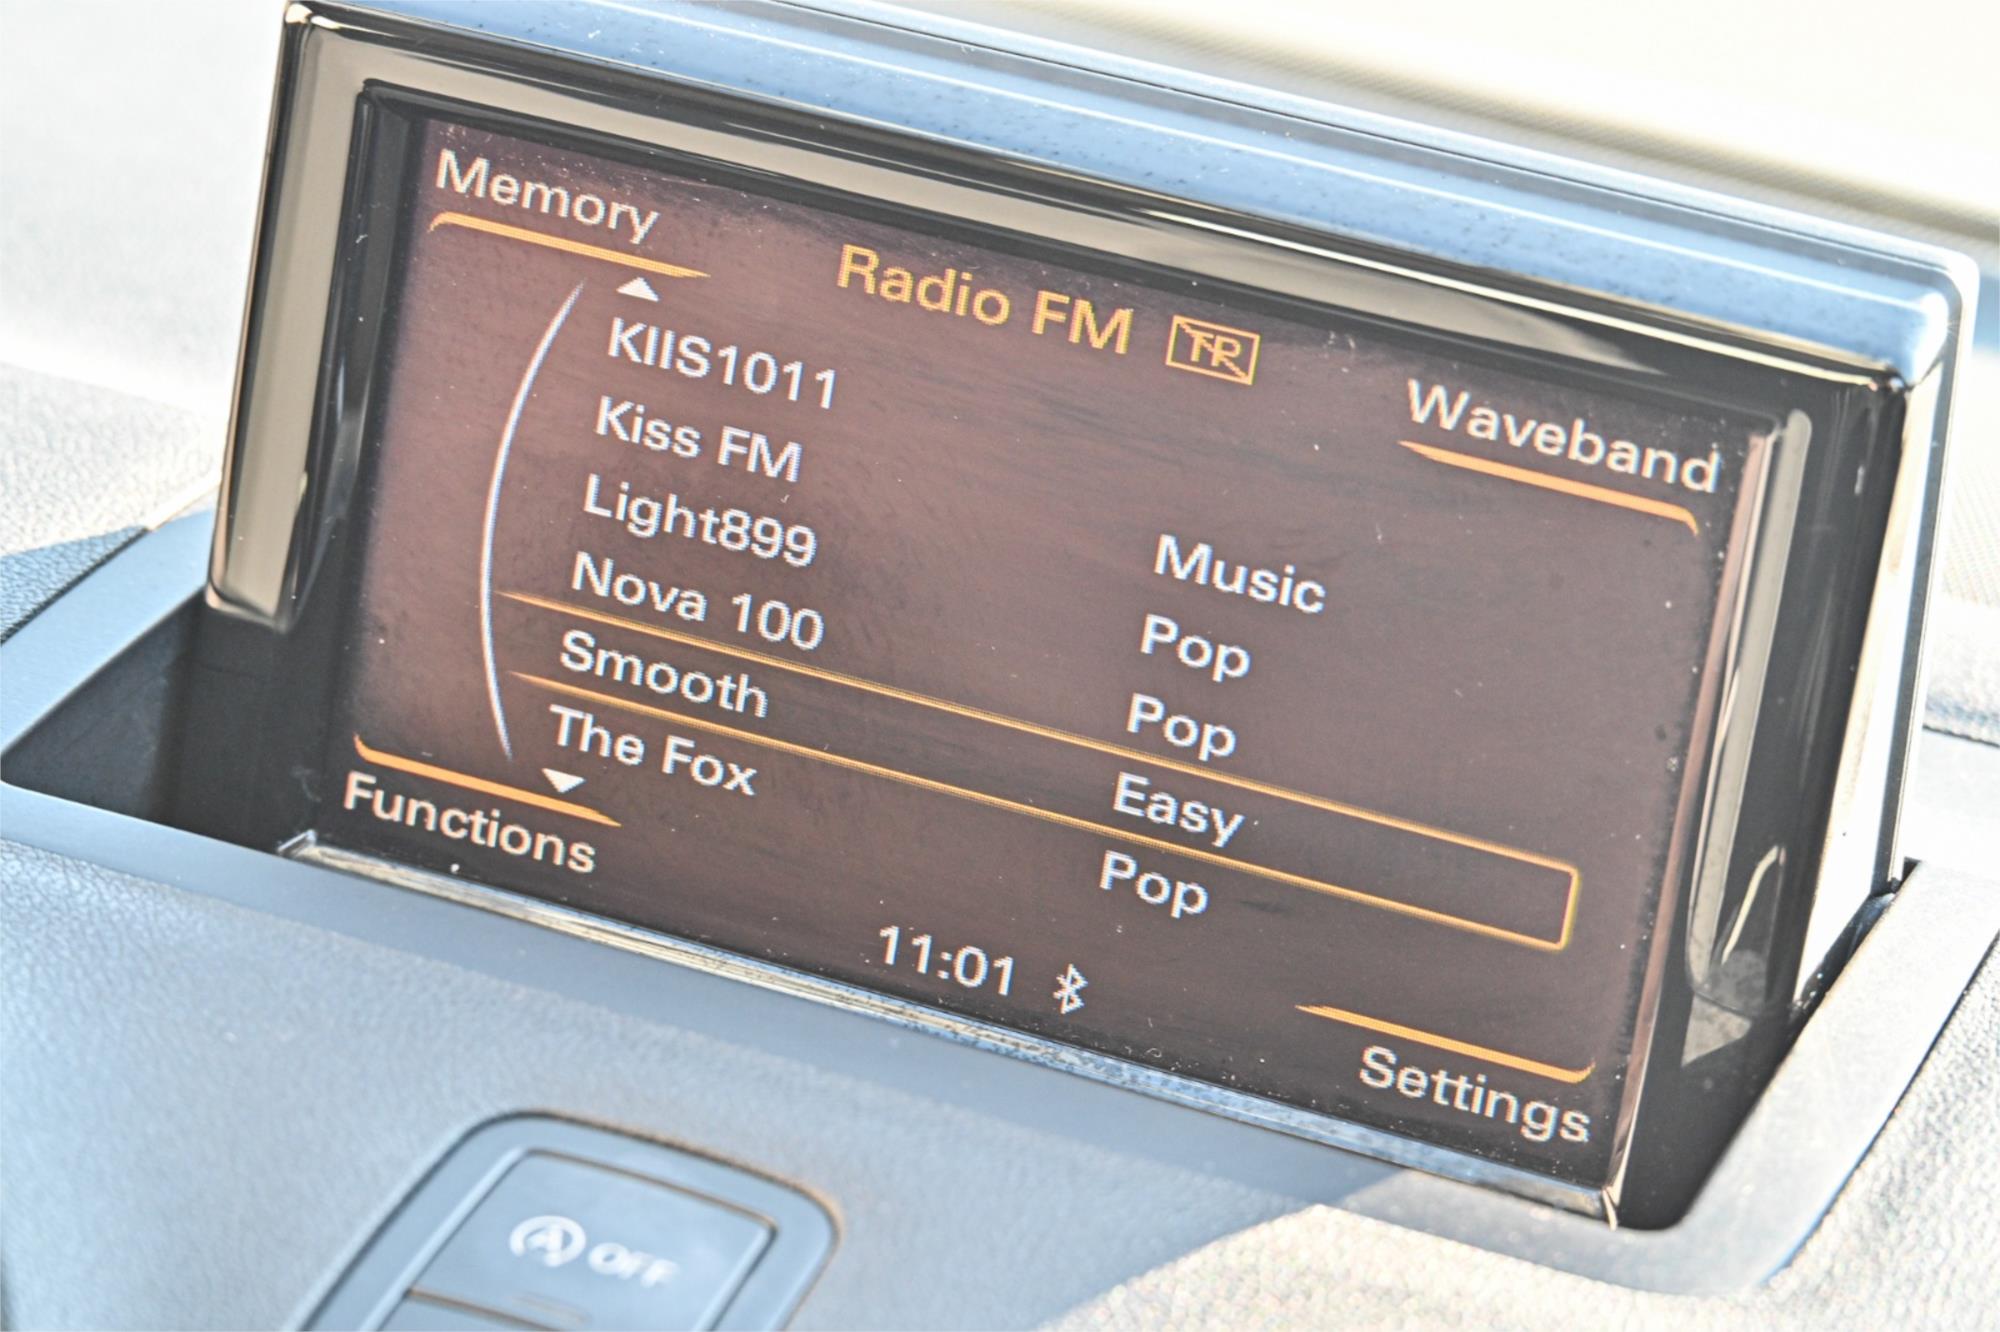 Memory Radio FM TP Waveband
KIIS1011
Kiss FM Music
Light899 Pop
Nova 100 Pop
Smooth Easy
The Fox Pop
Functions 11:01 Settings
A OFF